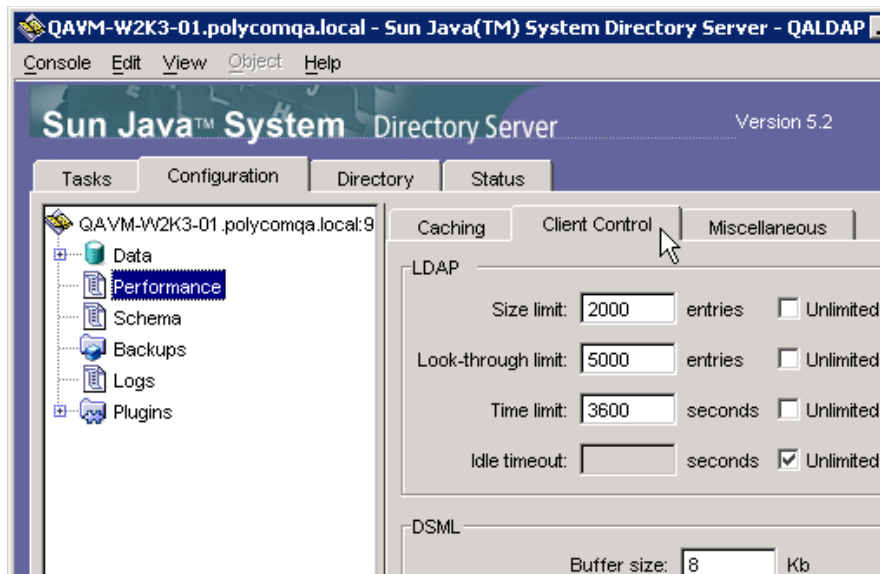 QAVM-W2K3-01.polycomqa.local - Sun Java(TM) System Directory Server - QALDAP
Console Edit View Object Help
Sun Java™ System Directory Server Version 5.2
Tasks Configuration Directory Status
QAVM-W2K3-01.polycomqa.local:9
Data
Performance
Schema
Backups
Logs
Plugins
Caching Client Control Miscellaneous
LDAP
Size limit: 2000 entries Unlimited
Look-through limit: 5000 entries Unlimited
Time limit: 3600 seconds Unlimited
Idle timeout: seconds Unlimited
DSML
Buffer size: 8 Kb